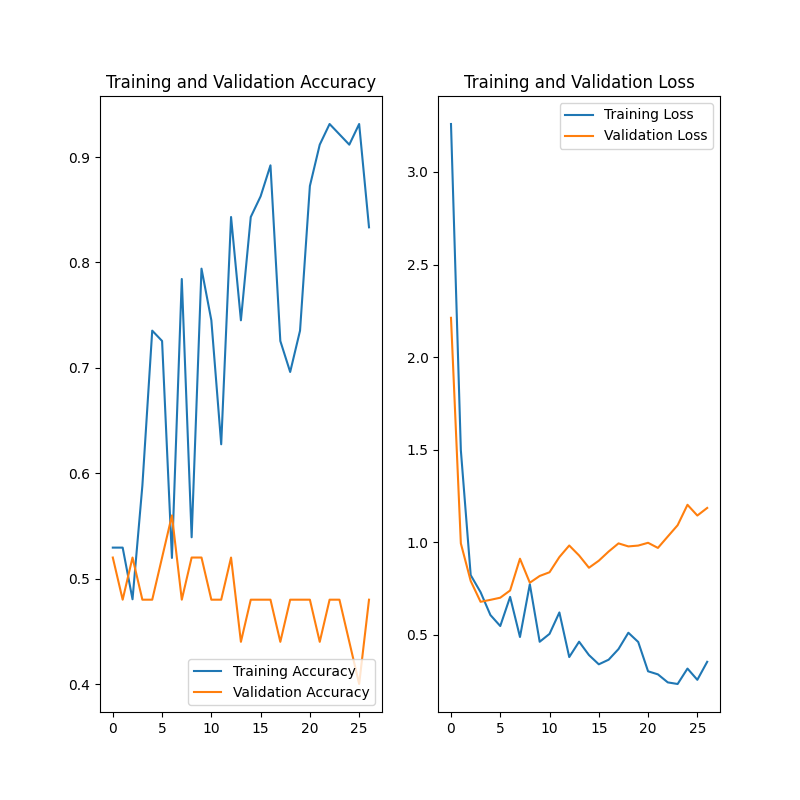 Training and Validation Accuracy
0.9
0.8
0.7
0.6
0.5
0.4
0 5 10 15 20 25
Training Accuracy
Validation Accuracy
Training and Validation Loss
3.0
2.5
2.0
1.5
1.0
0.5
0 5 10 15 20 25
Training Loss
Validation Loss